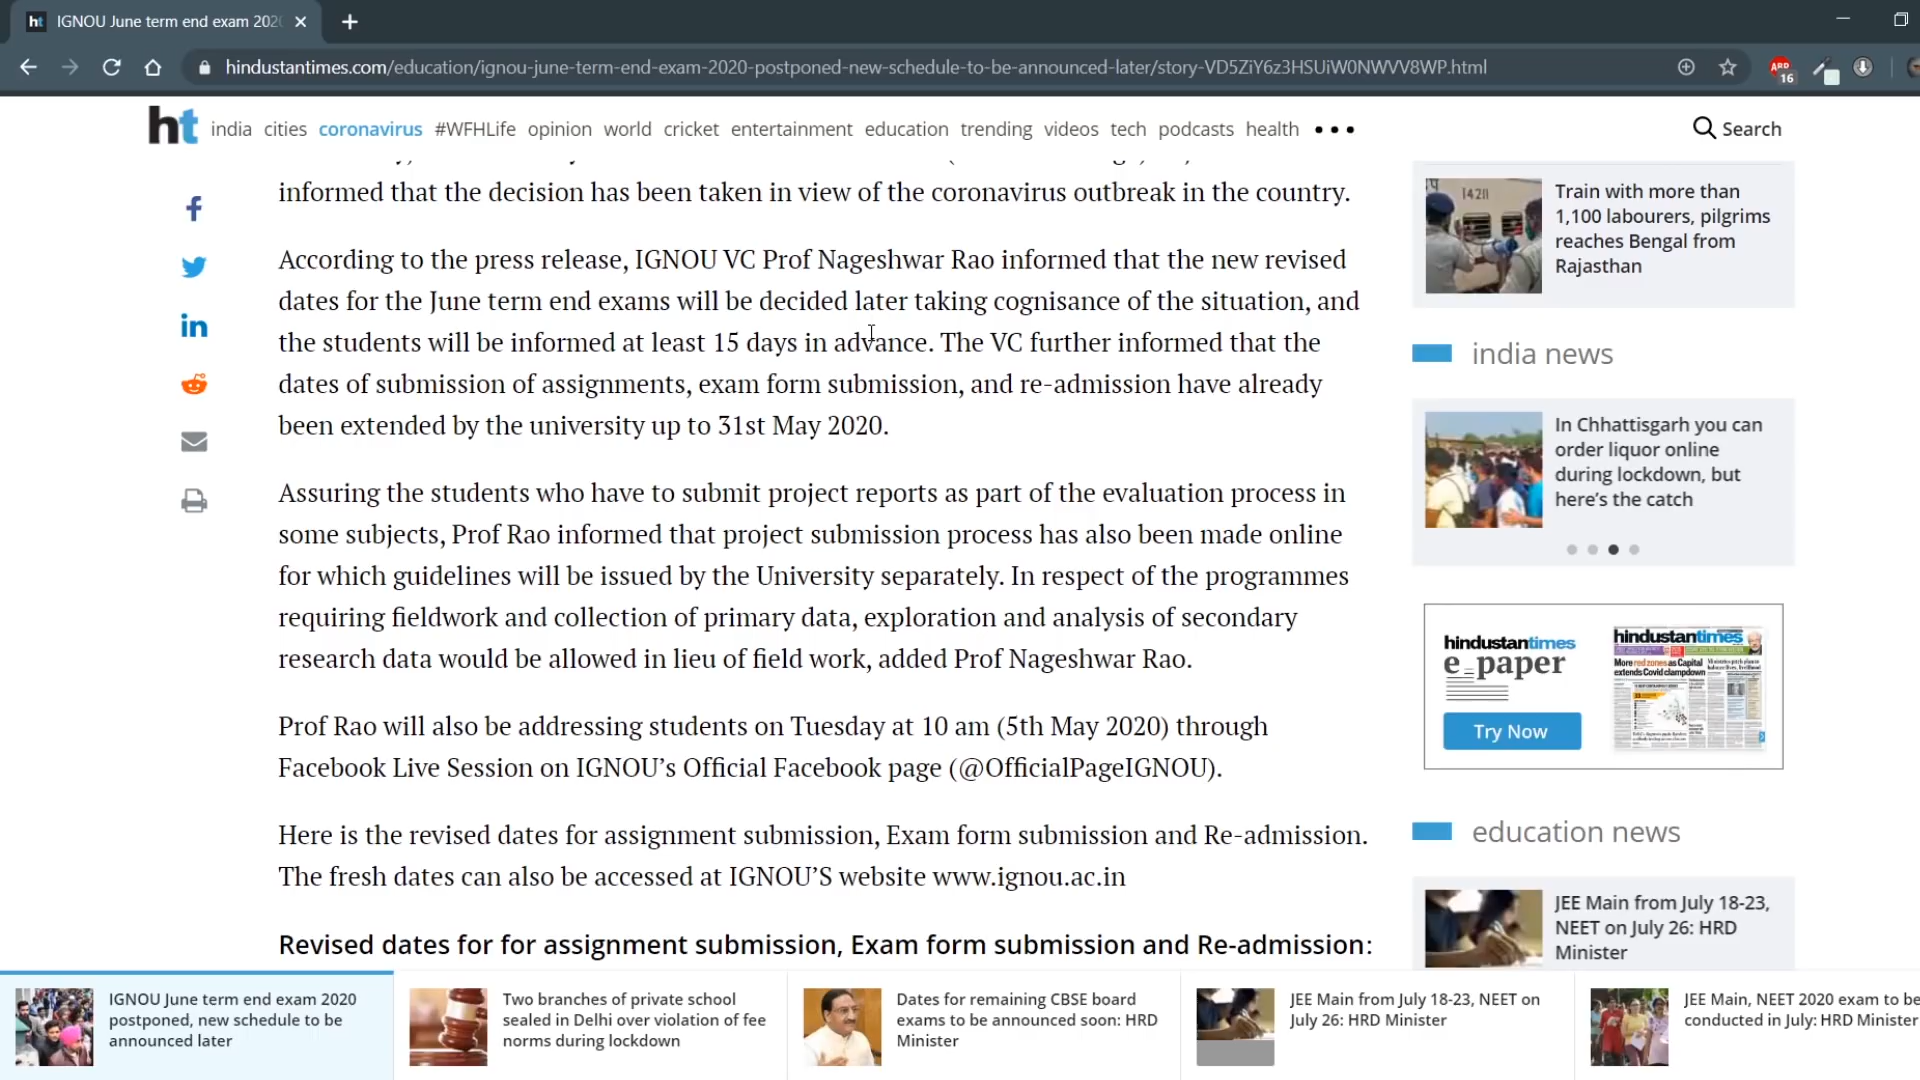 ht IGNOU June term end exam 202
hindustantimes.com/education/ignou-june-term-end-exam-2020-postponed-new-schedule-to-be-announced-later/story-VD5ZiY6z3HSUiW0NWVV8WP.html
16
ht india cities coronavirus #WFHLife opinion world cricket entertainment education trending videos tech podcasts health ••• Search
informed that the decision has been taken in view of the coronavirus outbreak in the country.
According to the press release, IGNOU VC Prof Nageshwar Rao informed that the new revised
dates for the June term end exams will be decided later taking cognisance of the situation, and
the students will be informed at least 15 days in advance. The VC further informed that the
dates of submission of assignments, exam form submission, and re-admission have already
been extended by the university up to 31st May 2020.
Assuring the students who have to submit project reports as part of the evaluation process in
some subjects, Prof Rao informed that project submission process has also been made online
for which guidelines will be issued by the University separately. In respect of the programmes
requiring fieldwork and collection of primary data, exploration and analysis of secondary
research data would be allowed in lieu of field work, added Prof Nageshwar Rao.
Prof Rao will also be addressing students on Tuesday at 10 am (5th May 2020) through
Facebook Live Session on IGNOU’S Official Facebook page (@OfficialPageIGNOU).
Here is the revised dates for assignment submission, Exam form submission and Re-admission.
The fresh dates can also be accessed at IGNOU’S website www.ignou.ac.in
Revised dates for for assignment submission, Exam form submission and Re-admission:
14211
Train with more than
1,100 labourers, pilgrims
reaches Bengal from
Rajasthan
india news
In Chhattisgarh you can
order liquor online
during lockdown, but
here’s the catch
hindustantimes
e-paper
Try Now
hindustantimes
More red zones as Capital
extends Covid clampdown
education news
JEE Main from July 18-23,
NEET on July 26: HRD
Minister
IGNOU June term end exam 2020
postponed, new schedule to be
announced later
Two branches of private school
sealed in Delhi over violation of fee
norms during lockdown
Dates for remaining CBSE board
exams to be announced soon: HRD
Minister
JEE Main from July 18-23, NEET on
July 26: HRD Minister
JEE Main, NEET 2020 exam to be
conducted in July: HRD Minister